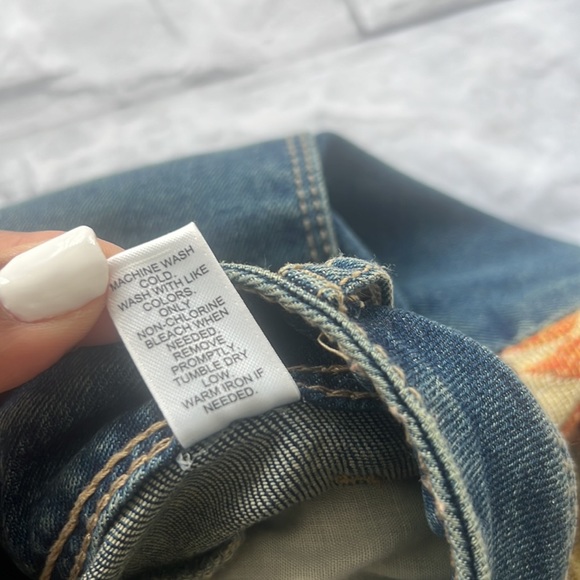 MACHINE WASH
COLD.
WASH WITH LIKE
COLORS.
ONLY
NON-CHLORINE
BLEACH WHEN
NEEDED.
REMOVE
PROMPTLY.
TUMBLE DRY
LOW.
WARM IRON IF
NEEDED.